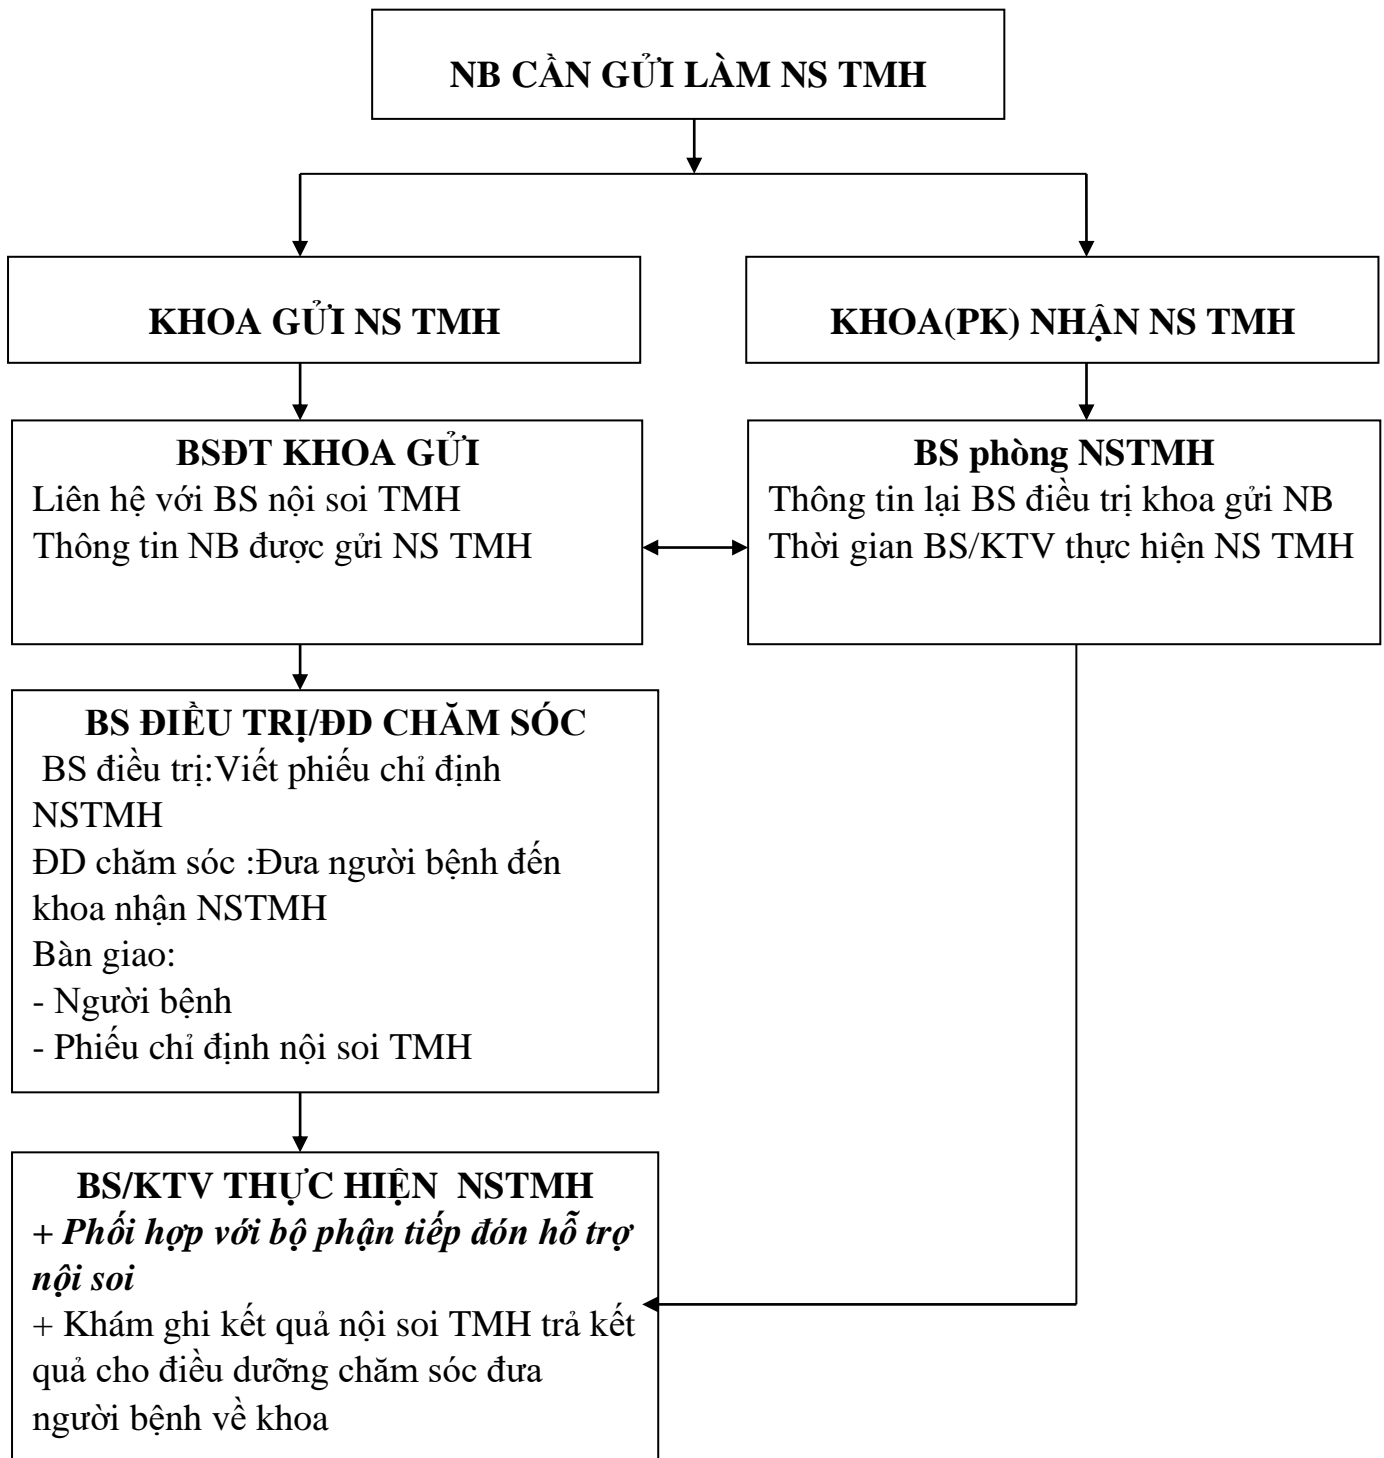 NB CẦN GỬI LÀM NS TMH
KHOA GỬI NS TMH
KHOA(PK) NHẬN NS TMH
BSĐT KHOA GỬI
Liên hệ với BS nội soi TMH
Thông tin NB được gửi NS TMH
BS phòng NSTMH
Thông tin lại BS điều trị khoa gửi NB
Thời gian BS/KTV thực hiện NS TMH
BS ĐIỀU TRỊ/ĐD CHĂM SÓC
BS điều trị:Viết phiếu chỉ định
NSTMH
ĐD chăm sóc :Đưa người bệnh đến
khoa nhận NSTMH
Bàn giao:
- Người bệnh
- Phiếu chỉ định nội soi TMH
BS/KTV THỰC HIỆN NSTMH
+ Phối hợp với bộ phận tiếp đón hỗ trợ
nội soi
+ Khám ghi kết quả nội soi TMH trả kết
quả cho điều dưỡng chăm sóc đưa
người bệnh về khoa